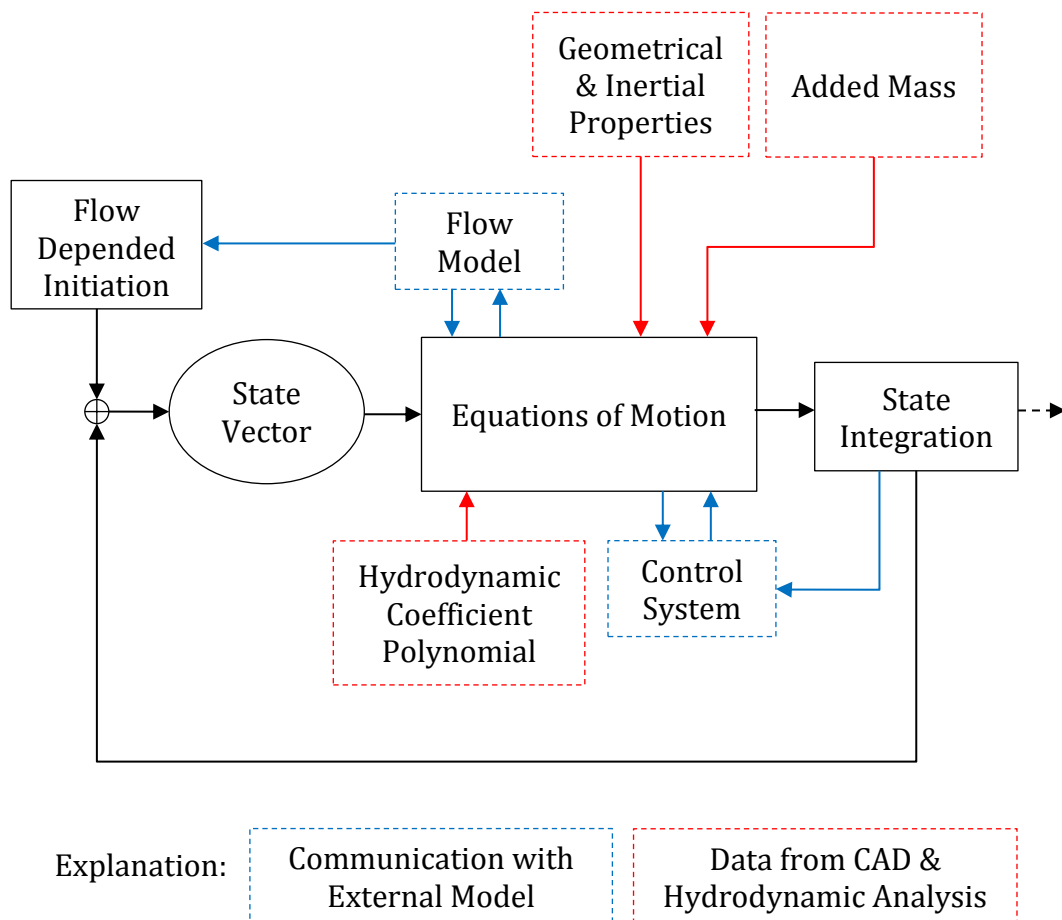 Geometrical
& Inertial
Properties
Added Mass
Flow
Depended
Initiation
Flow
Model
State
Vector
Equations of Motion
State
Integration
Hydrodynamic
Coefficient
Polynomial
Control
System
Explanation:
Communication with
External Model
Data from CAD &
Hydrodynamic Analysis